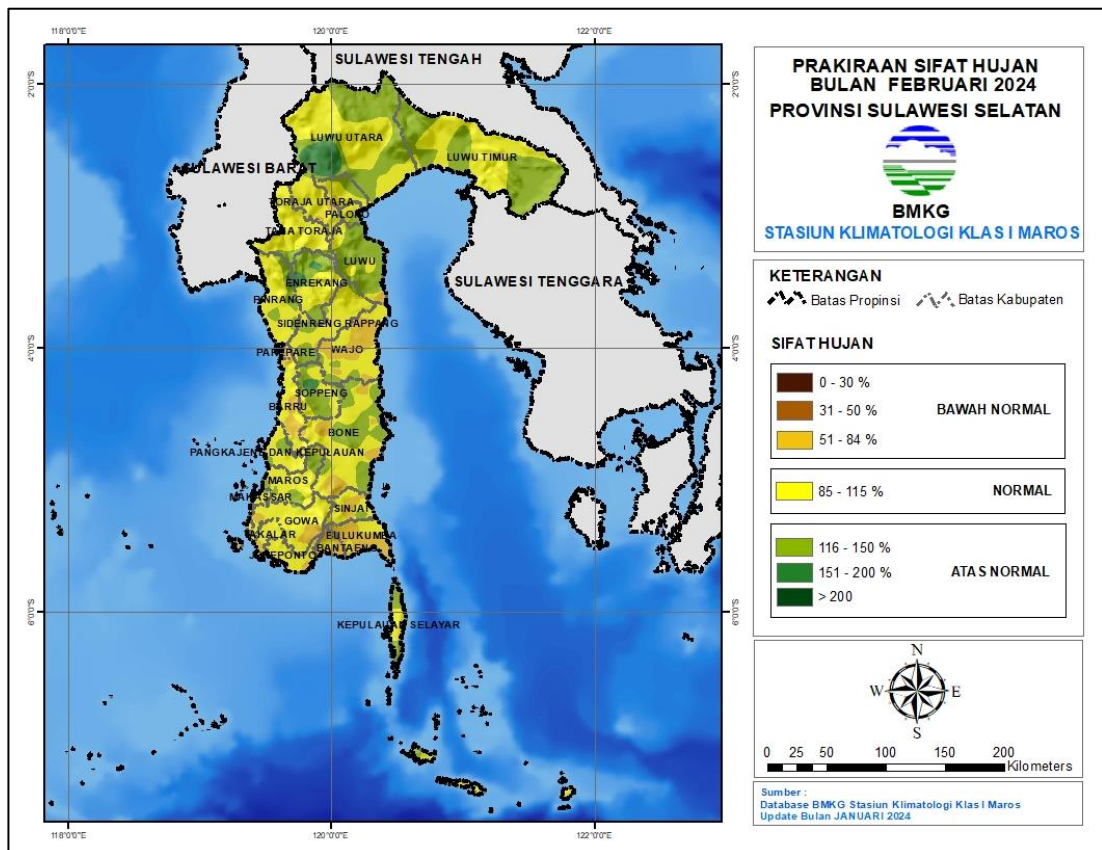 118°0'0"E
120°0'0"E
122°0'0"E
SULAWESI TENGAH
2°0'0"S
2°0'0"S
LUWU UTARA
LUWU TIMUR
SULAWESI BARAT
TORAJA UTARA
PALOPO
TANA TORAJA
LUWU
SULAWESI TENGGARA
ENREKANG
PINRANG
SIDENRENG RAPPANG
PAREPARE
WAJO
4°0'0"S
4°0'0"S
SOPPENG
BARRU
BONE
PANGKAJENE DAN KEPULAUAN
MAROS
MAKASSAR
SINJAI
GOWA
BULUKUMBA
TAKALAR
BANTAENG
JENEPONTO
6°0'0"S
6°0'0"S
KEPULAUAN SELAYAR
118°0'0"E
120°0'0"E
122°0'0"E
PRAKIRAAN SIFAT HUJAN
BULAN FEBRUARI 2024
PROVINSI SULAWESI SELATAN
BMKG
STASIUN KLIMATOLOGI KLAS I MAROS
KETERANGAN
Batas Propinsi
Batas Kabupaten
SIFAT HUJAN
0 - 30 %
31 - 50 % BAWAH NORMAL
51 - 84 %
85 - 115 % NORMAL
116 - 150 %
151 - 200 % ATAS NORMAL
> 200
N
W E
S
0 25 50 100 150 200
Kilometers
Sumber :
Database BMKG Stasiun Klimatologi Klas I Maros
Update Bulan JANUARI 2024